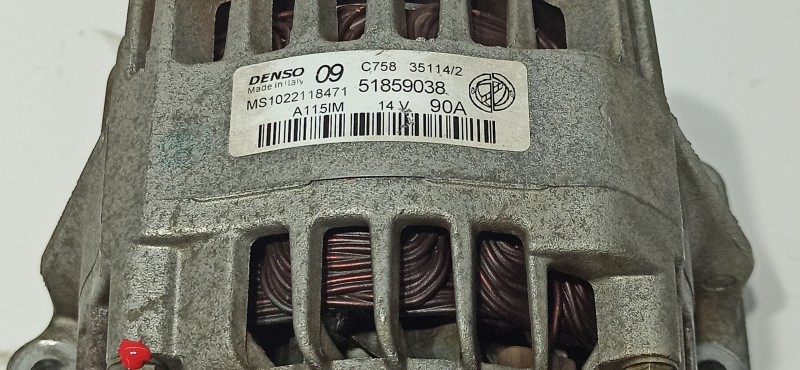 DENSO 09 C758 35114/2
Made in Italy
MS1022118471 51859038
A115IM 14 V 90A